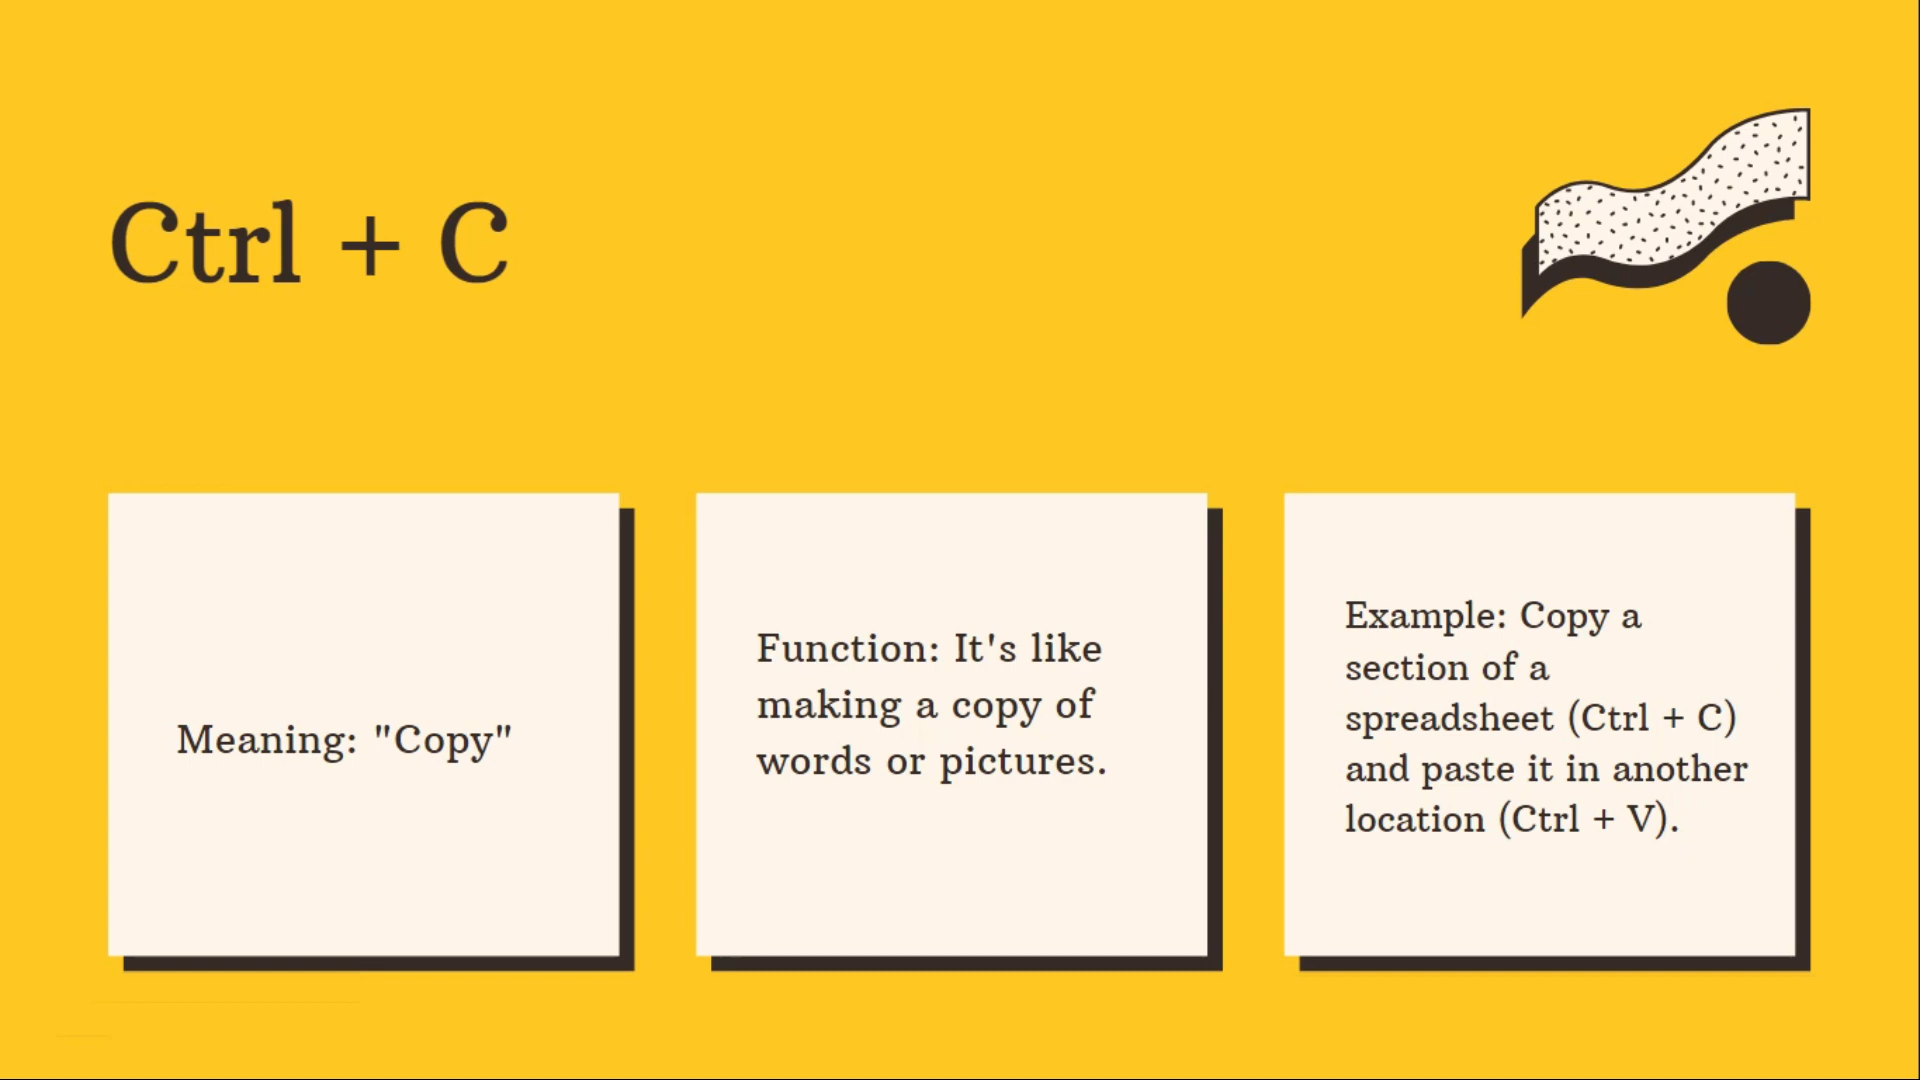 Ctrl + C
Meaning: "Copy"
Function: It's like
making a copy of
words or pictures.
Example: Copy a
section of a
spreadsheet (Ctrl + C)
and paste it in another
location (Ctrl + V).